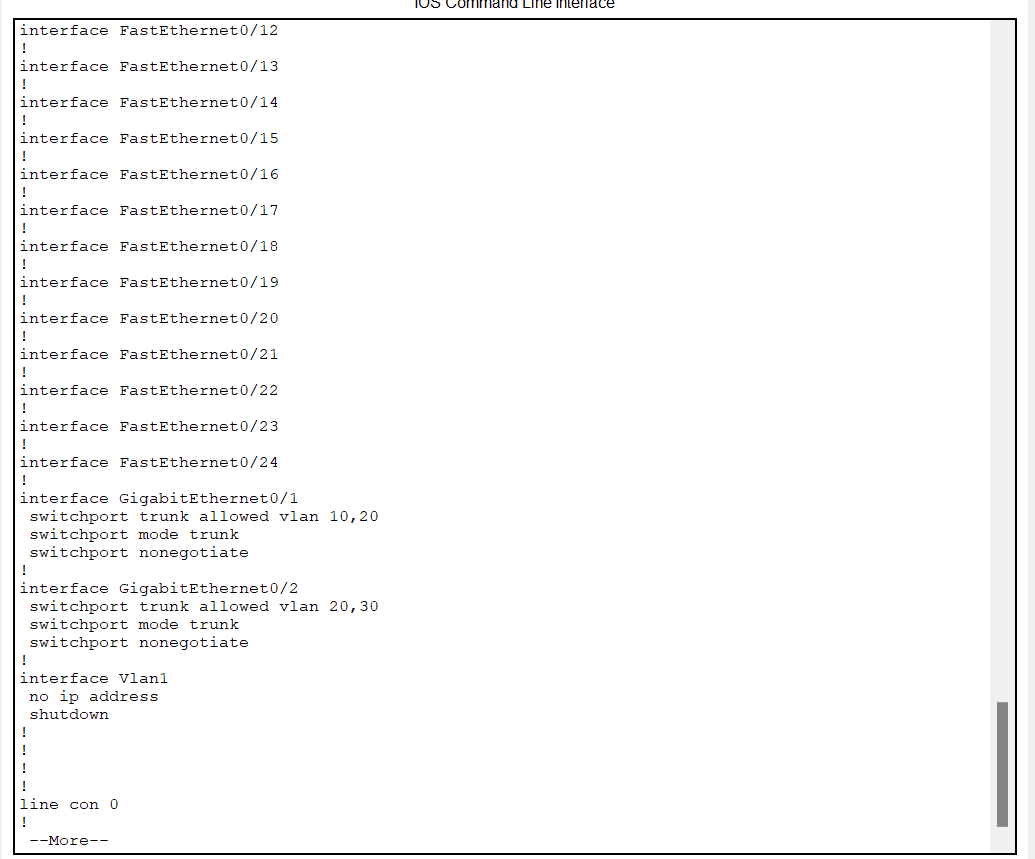 IOS Command Line Interface
interface FastEthernet0/12
!
interface FastEthernet0/13
!
interface FastEthernet0/14
!
interface FastEthernet0/15
!
interface FastEthernet0/16
!
interface FastEthernet0/17
!
interface FastEthernet0/18
!
interface FastEthernet0/19
!
interface FastEthernet0/20
!
interface FastEthernet0/21
!
interface FastEthernet0/22
!
interface FastEthernet0/23
!
interface FastEthernet0/24
!
interface GigabitEthernet0/1
 switchport trunk allowed vlan 10,20
 switchport mode trunk
 switchport nonegotiate
!
interface GigabitEthernet0/2
 switchport trunk allowed vlan 20,30
 switchport mode trunk
 switchport nonegotiate
!
interface Vlan1
 no ip address
 shutdown
!
!
!
!
line con 0
!
 --More--